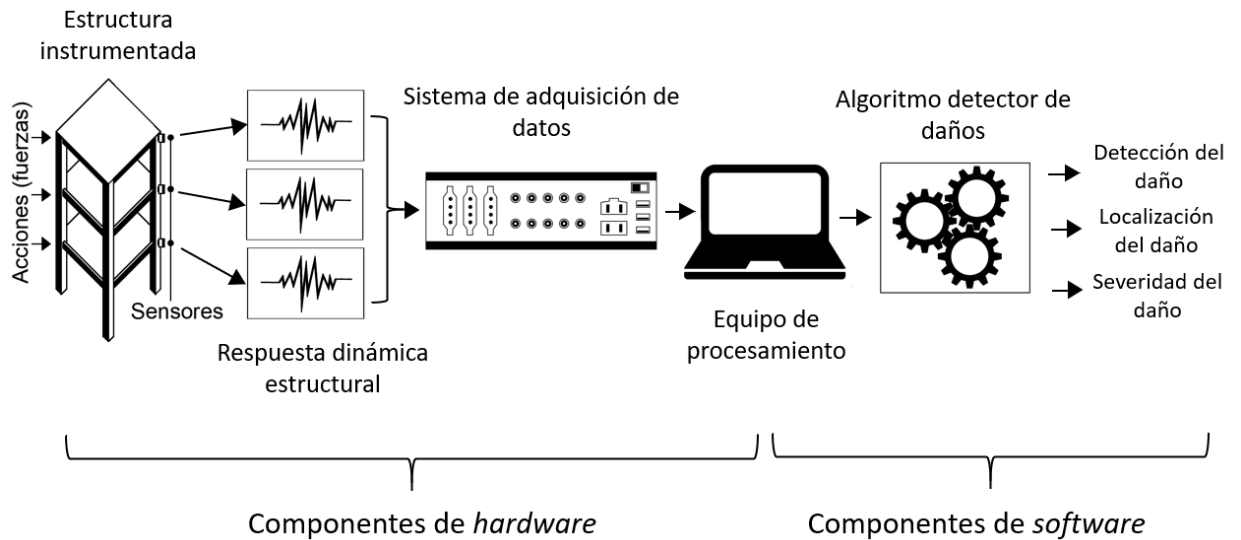 Estructura
instrumentada
Acciones (fuerzas)
Sensores
Respuesta dinámica
estructural
Sistema de adquisición de
datos
Equipo de
procesamiento
Algoritmo detector de
daños
Detección del
daño
Localización
del daño
Severidad del
daño
Componentes de hardware
Componentes de software